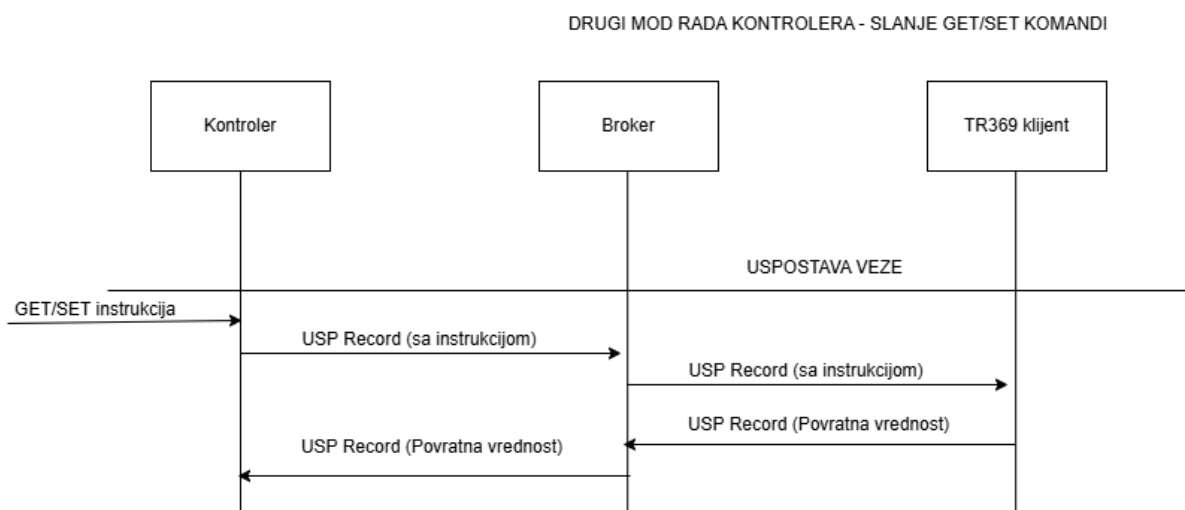 DRUGI MOD RADA KONTROLERA - SLANJE GET/SET KOMANDI
Kontroler
Broker
TR369 klijent
USPOSTAVA VEZE
GET/SET instrukcija
USP Record (sa instrukcijom)
USP Record (sa instrukcijom)
USP Record (Povratna vrednost)
USP Record (Povratna vrednost)